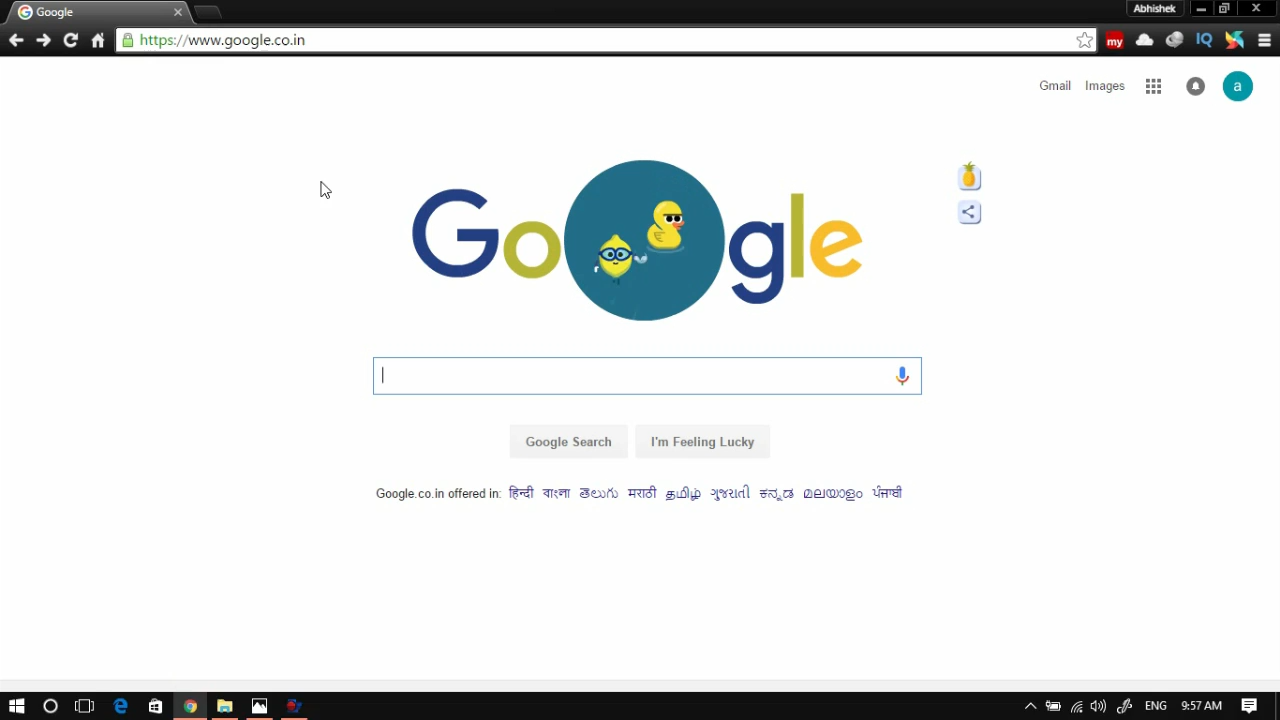 Google
Abhishek
https://www.google.co.in
my
IQ
Gmail Images
a
Google
Google Search I'm Feeling Lucky
Google.co.in offered in: हिन्दी বাংলা తెలుగు मराठी தமிழ் ગુજરાતી ಕನ್ನಡ മലയാളം ਪੰਜਾਬੀ
ENG 9:57 AM